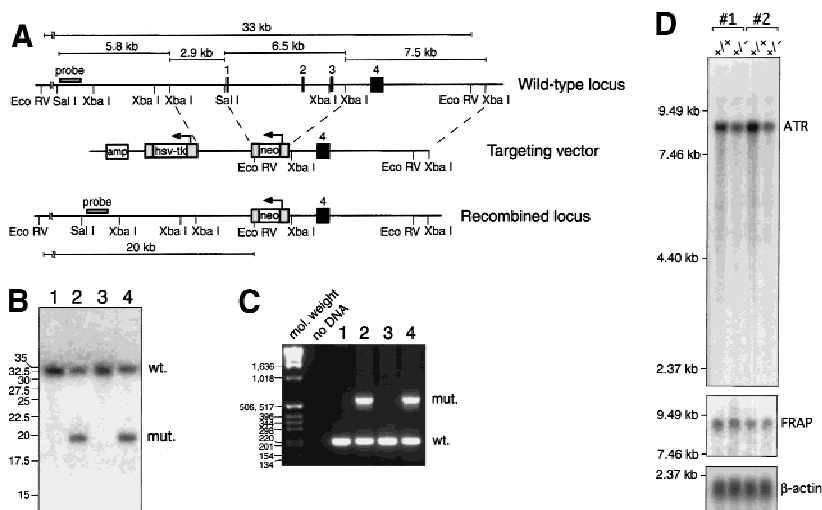 A
33 kb
5.8 kb
2.9 kb
6.5 kb
7.5 kb
probe
1
2
3
4
Wild-type locus
Eco RV Sal I Xba I Xba I Sal I Xba I Xba I Eco RV Xba I
amp
hsv-tk
neo
4
Targeting vector
Eco RV Xba I Eco RV Xba I
probe
neo
4
Recombined locus
Eco RV Sal I Xba I Xba I Xba I Eco RV Xba I Eco RV Xba I
20 kb
B
1 2 3 4
35
32.5
30
27.5
25
22.5
20
17.5
15
wt.
mut.
C
mol. weight
no DNA
1 2 3 4
1,636
1,018
506, 517
396
344
298
220
201
154
134
mut.
wt.
D
#1 #2
+/+ +/- +/+ +/-
9.49 kb
7.46 kb
4.40 kb
2.37 kb
ATR
9.49 kb
7.46 kb
FRAP
2.37 kb
β-actin